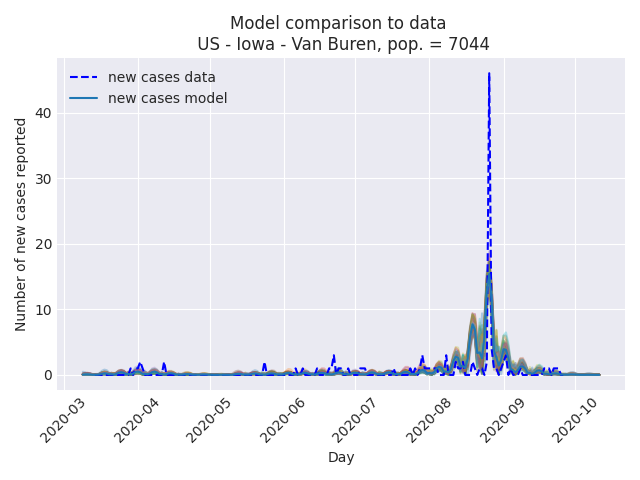 Model comparison to data
US - Iowa - Van Buren, pop. = 7044
new cases data
new cases model
Number of new cases reported
40
30
20
10
0
2020-03
2020-04
2020-05
2020-06
2020-07
2020-08
2020-09
2020-10
Day